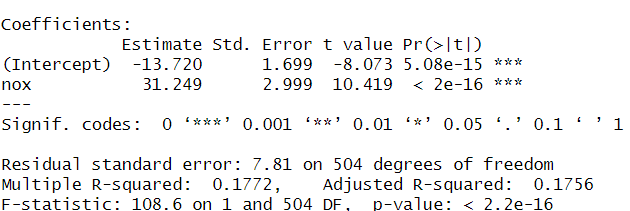 Coefficients:
Estimate Std. Error t value Pr(>|t|)
(Intercept) -13.720 1.699 -8.073 5.08e-15 ***
nox 31.249 2.999 10.419 < 2e-16 ***
---
Signif. codes: 0 ‘***’ 0.001 ‘**’ 0.01 ‘*’ 0.05 ‘.’ 0.1 ‘ ’ 1
Residual standard error: 7.81 on 504 degrees of freedom
Multiple R-squared: 0.1772, Adjusted R-squared: 0.1756
F-statistic: 108.6 on 1 and 504 DF, p-value: < 2.2e-16